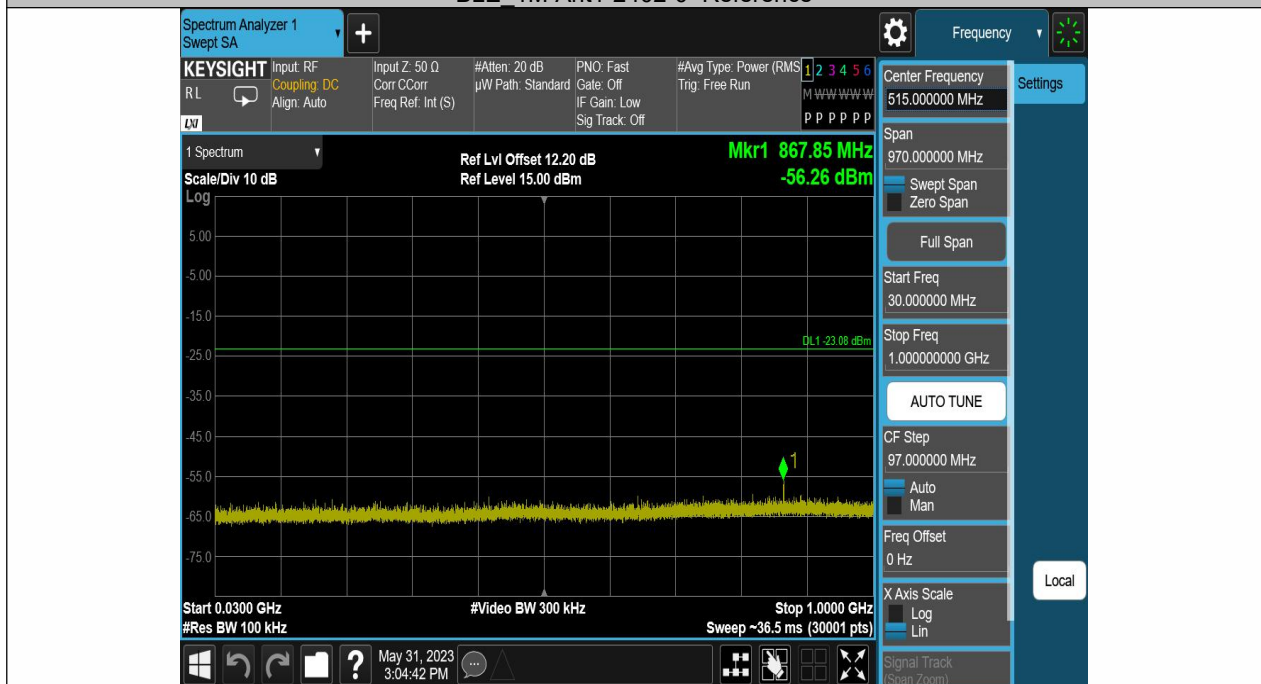 Spectrum Analyzer 1
Swept SA
+
Frequency
KEYSIGHT
RL
LXI
Input: RF
Coupling: DC
Align: Auto
Input Z: 50 Ω
Corr CCorr
Freq Ref: Int (S)
#Atten: 20 dB
µW Path: Standard
PNO: Fast
Gate: Off
IF Gain: Low
Sig Track: Off
#Avg Type: Power (RMS
Trig: Free Run
1 2 3 4 5 6
M W W W W W
P P P P P P
1 Spectrum
Scale/Div 10 dB
Log
Ref Lvl Offset 12.20 dB
Ref Level 15.00 dBm
Mkr1 867.85 MHz
-56.26 dBm
5.00
-5.00
-15.0
DL1 -23.08 dBm
-25.0
-35.0
-45.0
1
-55.0
-65.0
-75.0
Start 0.0300 GHz
#Video BW 300 kHz
Stop 1.0000 GHz
#Res BW 100 kHz
Sweep ~36.5 ms (30001 pts)
Center Frequency
515.000000 MHz
Settings
Span
970.000000 MHz
Swept Span
Zero Span
Full Span
Start Freq
30.000000 MHz
Stop Freq
1.000000000 GHz
AUTO TUNE
CF Step
97.000000 MHz
Auto
Man
Freq Offset
0 Hz
X Axis Scale
Log
Lin
Signal Track
(Span Zoom)
Local
?
May 31, 2023
3:04:42 PM